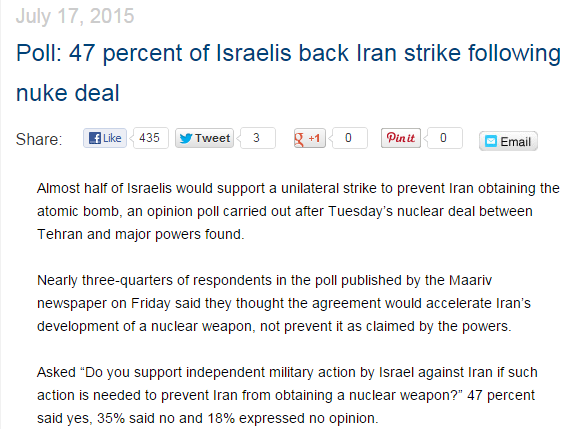 July 17, 2015
Poll: 47 percent of Israelis back Iran strike following
nuke deal
Share: Like 435 Tweet 3 g +1 0 Pin it 0 Email
Almost half of Israelis would support a unilateral strike to prevent Iran obtaining the
atomic bomb, an opinion poll carried out after Tuesday’s nuclear deal between
Tehran and major powers found.
Nearly three-quarters of respondents in the poll published by the Maariv
newspaper on Friday said they thought the agreement would accelerate Iran’s
development of a nuclear weapon, not prevent it as claimed by the powers.
Asked “Do you support independent military action by Israel against Iran if such
action is needed to prevent Iran from obtaining a nuclear weapon?” 47 percent
said yes, 35% said no and 18% expressed no opinion.